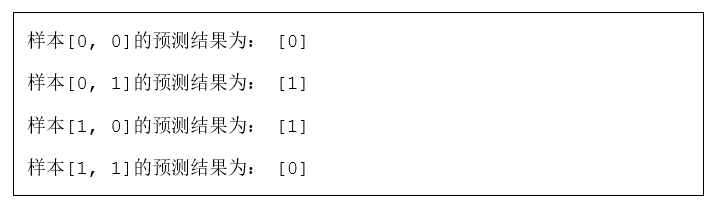 样本[0, 0]的预测结果为： [0]
样本[0, 1]的预测结果为： [1]
样本[1, 0]的预测结果为： [1]
样本[1, 1]的预测结果为： [0]